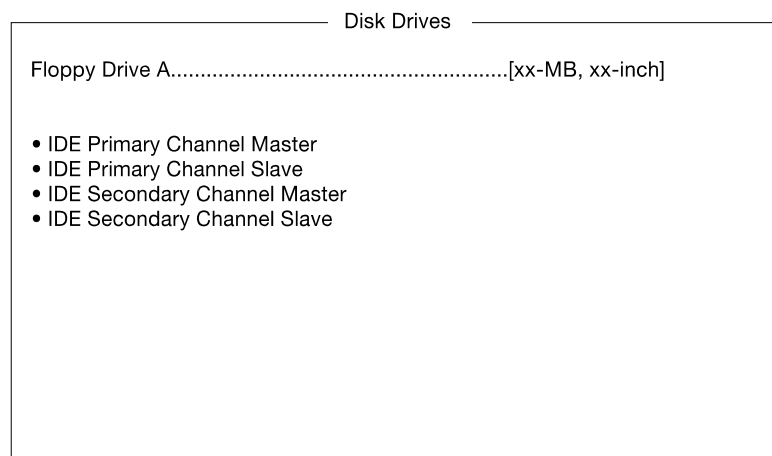 Disk Drives
Floppy Drive A.........................................................[xx-MB, xx-inch]
• IDE Primary Channel Master
• IDE Primary Channel Slave
• IDE Secondary Channel Master
• IDE Secondary Channel Slave